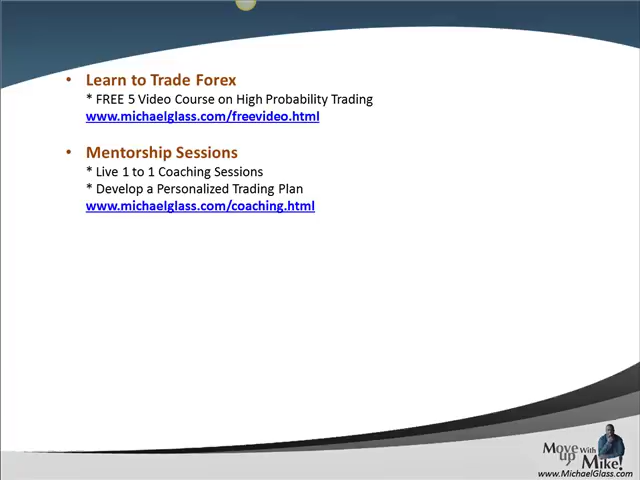 • Learn to Trade Forex
* FREE 5 Video Course on High Probability Trading
www.michaelglass.com/freevideo.html
• Mentorship Sessions
* Live 1 to 1 Coaching Sessions
* Develop a Personalized Trading Plan
www.michaelglass.com/coaching.html
Move up With Mike!
www.MichaelGlass.com